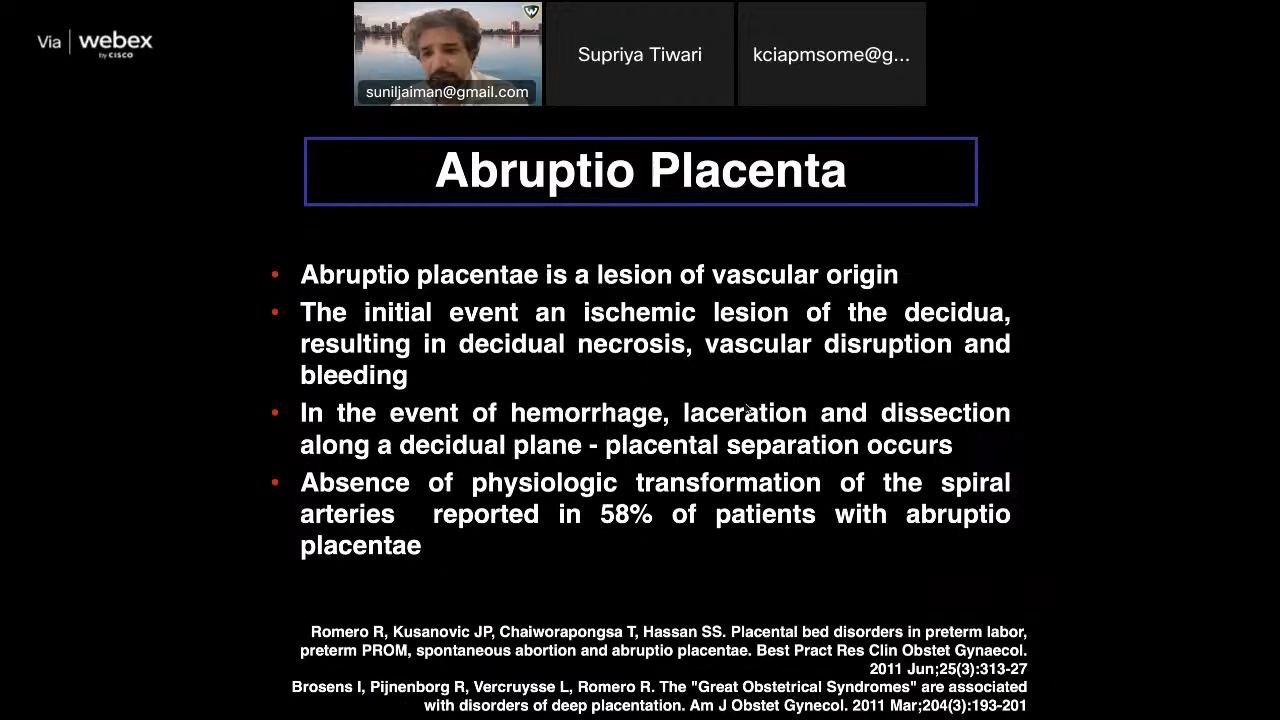 Via webex
by CISCO
W
suniljaiman@gmail.com
Supriya Tiwari
kciapmsome@g...
Abruptio Placenta
• Abruptio placentae is a lesion of vascular origin
• The initial event an ischemic lesion of the decidua,
resulting in decidual necrosis, vascular disruption and
bleeding
• In the event of hemorrhage, laceration and dissection
along a decidual plane - placental separation occurs
• Absence of physiologic transformation of the spiral
arteries reported in 58% of patients with abruptio
placentae
Romero R, Kusanovic JP, Chaiworapongsa T, Hassan SS. Placental bed disorders in preterm labor,
preterm PROM, spontaneous abortion and abruptio placentae. Best Pract Res Clin Obstet Gynaecol.
2011 Jun;25(3):313-27
Brosens I, Pijnenborg R, Vercruysse L, Romero R. The "Great Obstetrical Syndromes" are associated
with disorders of deep placentation. Am J Obstet Gynecol. 2011 Mar;204(3):193-201